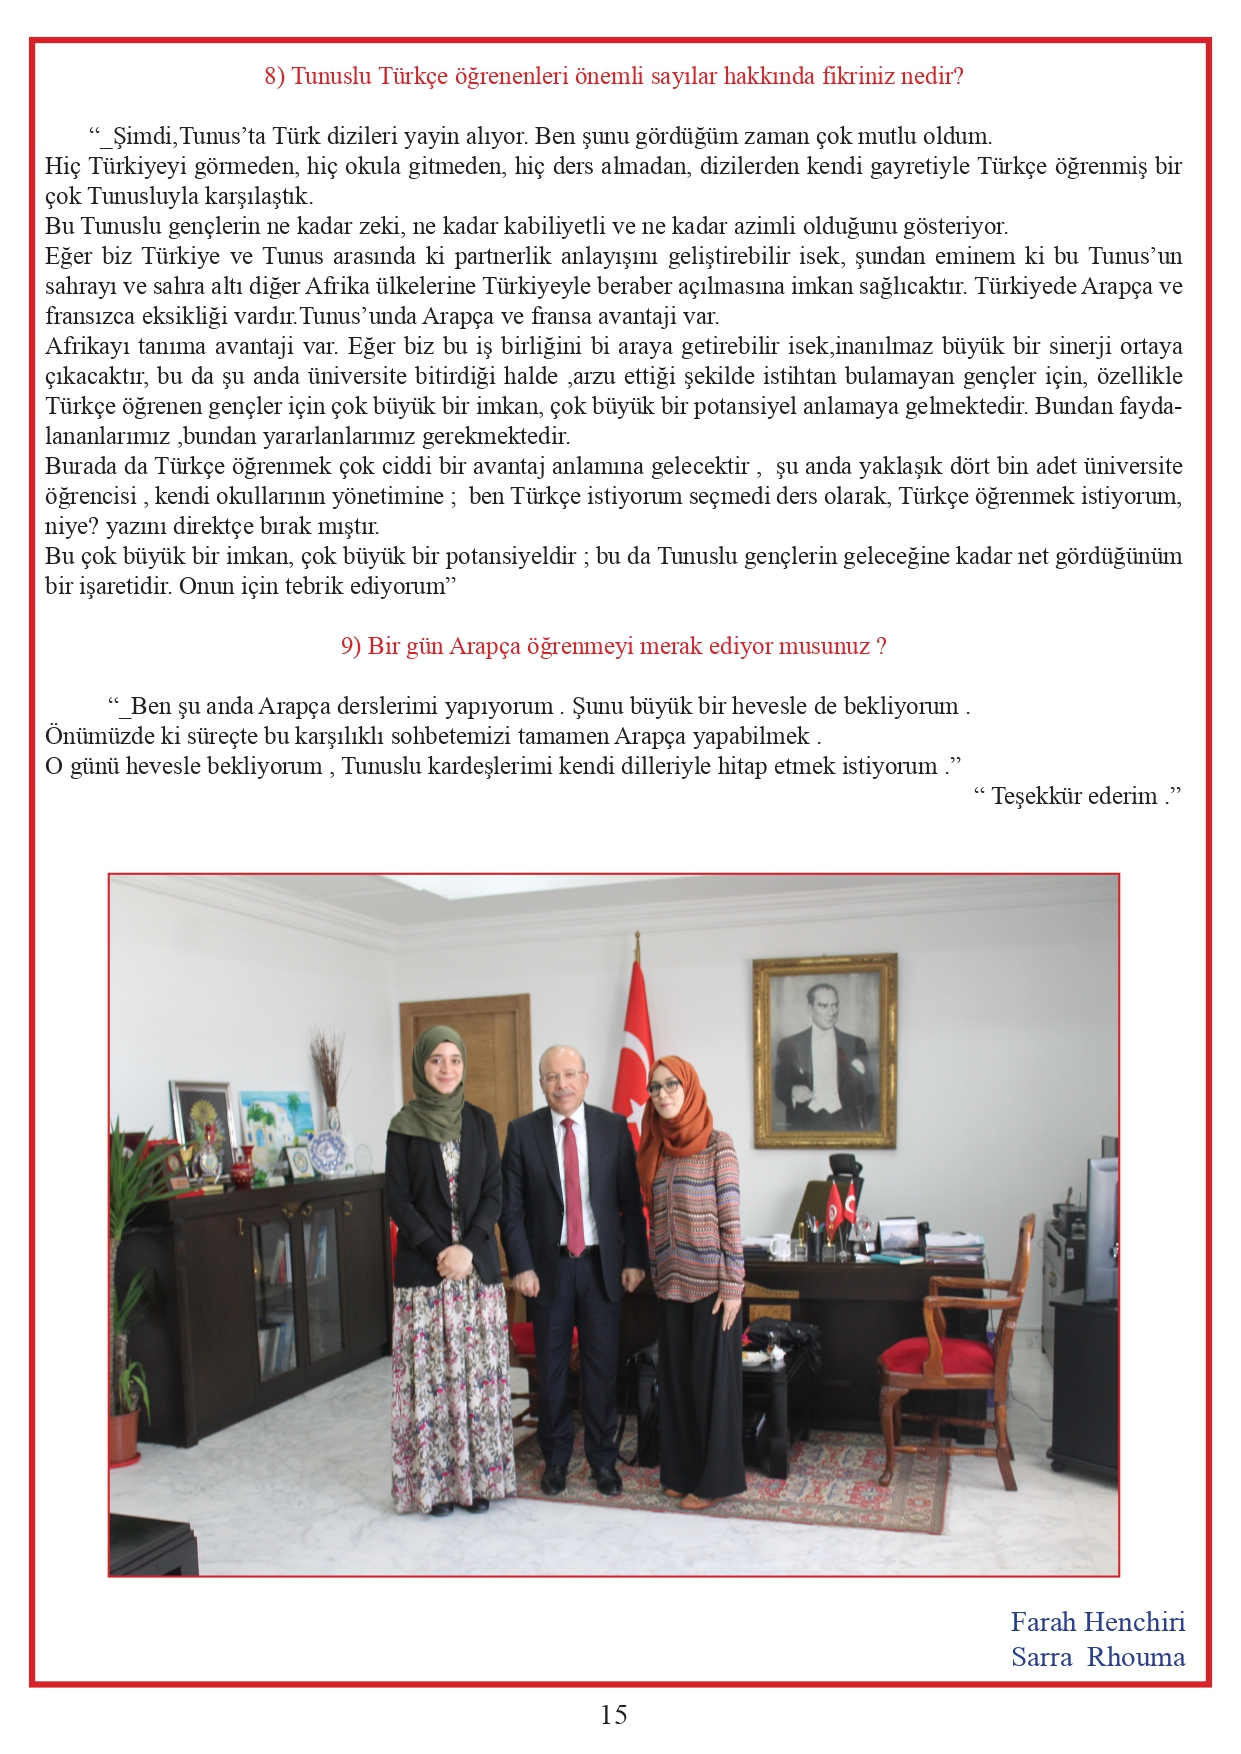 8) Tunuslu Türkçe öğrenenleri önemli sayılar hakkında fikriniz nedir?
“_Şimdi,Tunus’ta Türk dizileri yayin alıyor. Ben şunu gördüğüm zaman çok mutlu oldum.
Hiç Türkiyeyi görmeden, hiç okula gitmeden, hiç ders almadan, dizilerden kendi gayretiyle Türkçe öğrenmiş bir
çok Tunusluyla karşılaştık.
Bu Tunuslu gençlerin ne kadar zeki, ne kadar kabiliyetli ve ne kadar azimli olduğunu gösteriyor.
Eğer biz Türkiye ve Tunus arasında ki partnerlik anlayışını geliştirebilir isek, şundan eminem ki bu Tunus’un
sahrayı ve sahra altı diğer Afrika ülkelerine Türkiyeyle beraber açılmasına imkan sağlıcaktır. Türkiyede Arapça ve
fransızca eksikliği vardır.Tunus’unda Arapça ve fransa avantaji var.
Afrikayı tanıma avantaji var. Eğer biz bu iş birliğini bi araya getirebilir isek,inanılmaz büyük bir sinerji ortaya
çıkacaktır, bu da şu anda üniversite bitirdiği halde ,arzu ettiği şekilde istihtan bulamayan gençler için, özellikle
Türkçe öğrenen gençler için çok büyük bir imkan, çok büyük bir potansiyel anlamaya gelmektedir. Bundan fayda-
lananlarımız ,bundan yararlanlarımız gerekmektedir.
Burada da Türkçe öğrenmek çok ciddi bir avantaj anlamına gelecektir ,  şu anda yaklaşık dört bin adet üniversite
öğrencisi , kendi okullarının yönetimine ;  ben Türkçe istiyorum seçmedi ders olarak, Türkçe öğrenmek istiyorum,
niye? yazını direktçe bırak mıştır.
Bu çok büyük bir imkan, çok büyük bir potansiyeldir ; bu da Tunuslu gençlerin geleceğine kadar net gördüğünüm
bir işaretidir. Onun için tebrik ediyorum”
9) Bir gün Arapça öğrenmeyi merak ediyor musunuz ?
“_Ben şu anda Arapça derslerimi yapıyorum . Şunu büyük bir hevesle de bekliyorum .
Önümüzde ki süreçte bu karşılıklı sohbetemizi tamamen Arapça yapabilmek .
O günü hevesle bekliyorum , Tunuslu kardeşlerimi kendi dilleriyle hitap etmek istiyorum .”
“ Teşekkür ederim .”
Farah Henchiri
Sarra  Rhouma
15